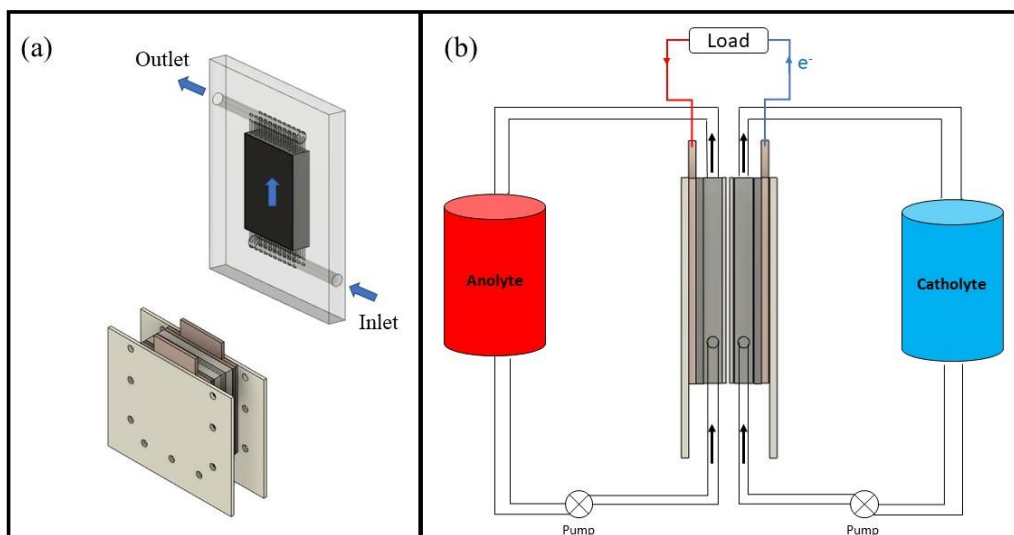 (a)
Outlet
Inlet
(b)
Load
e-
Anolyte
Catholyte
Pump
Pump